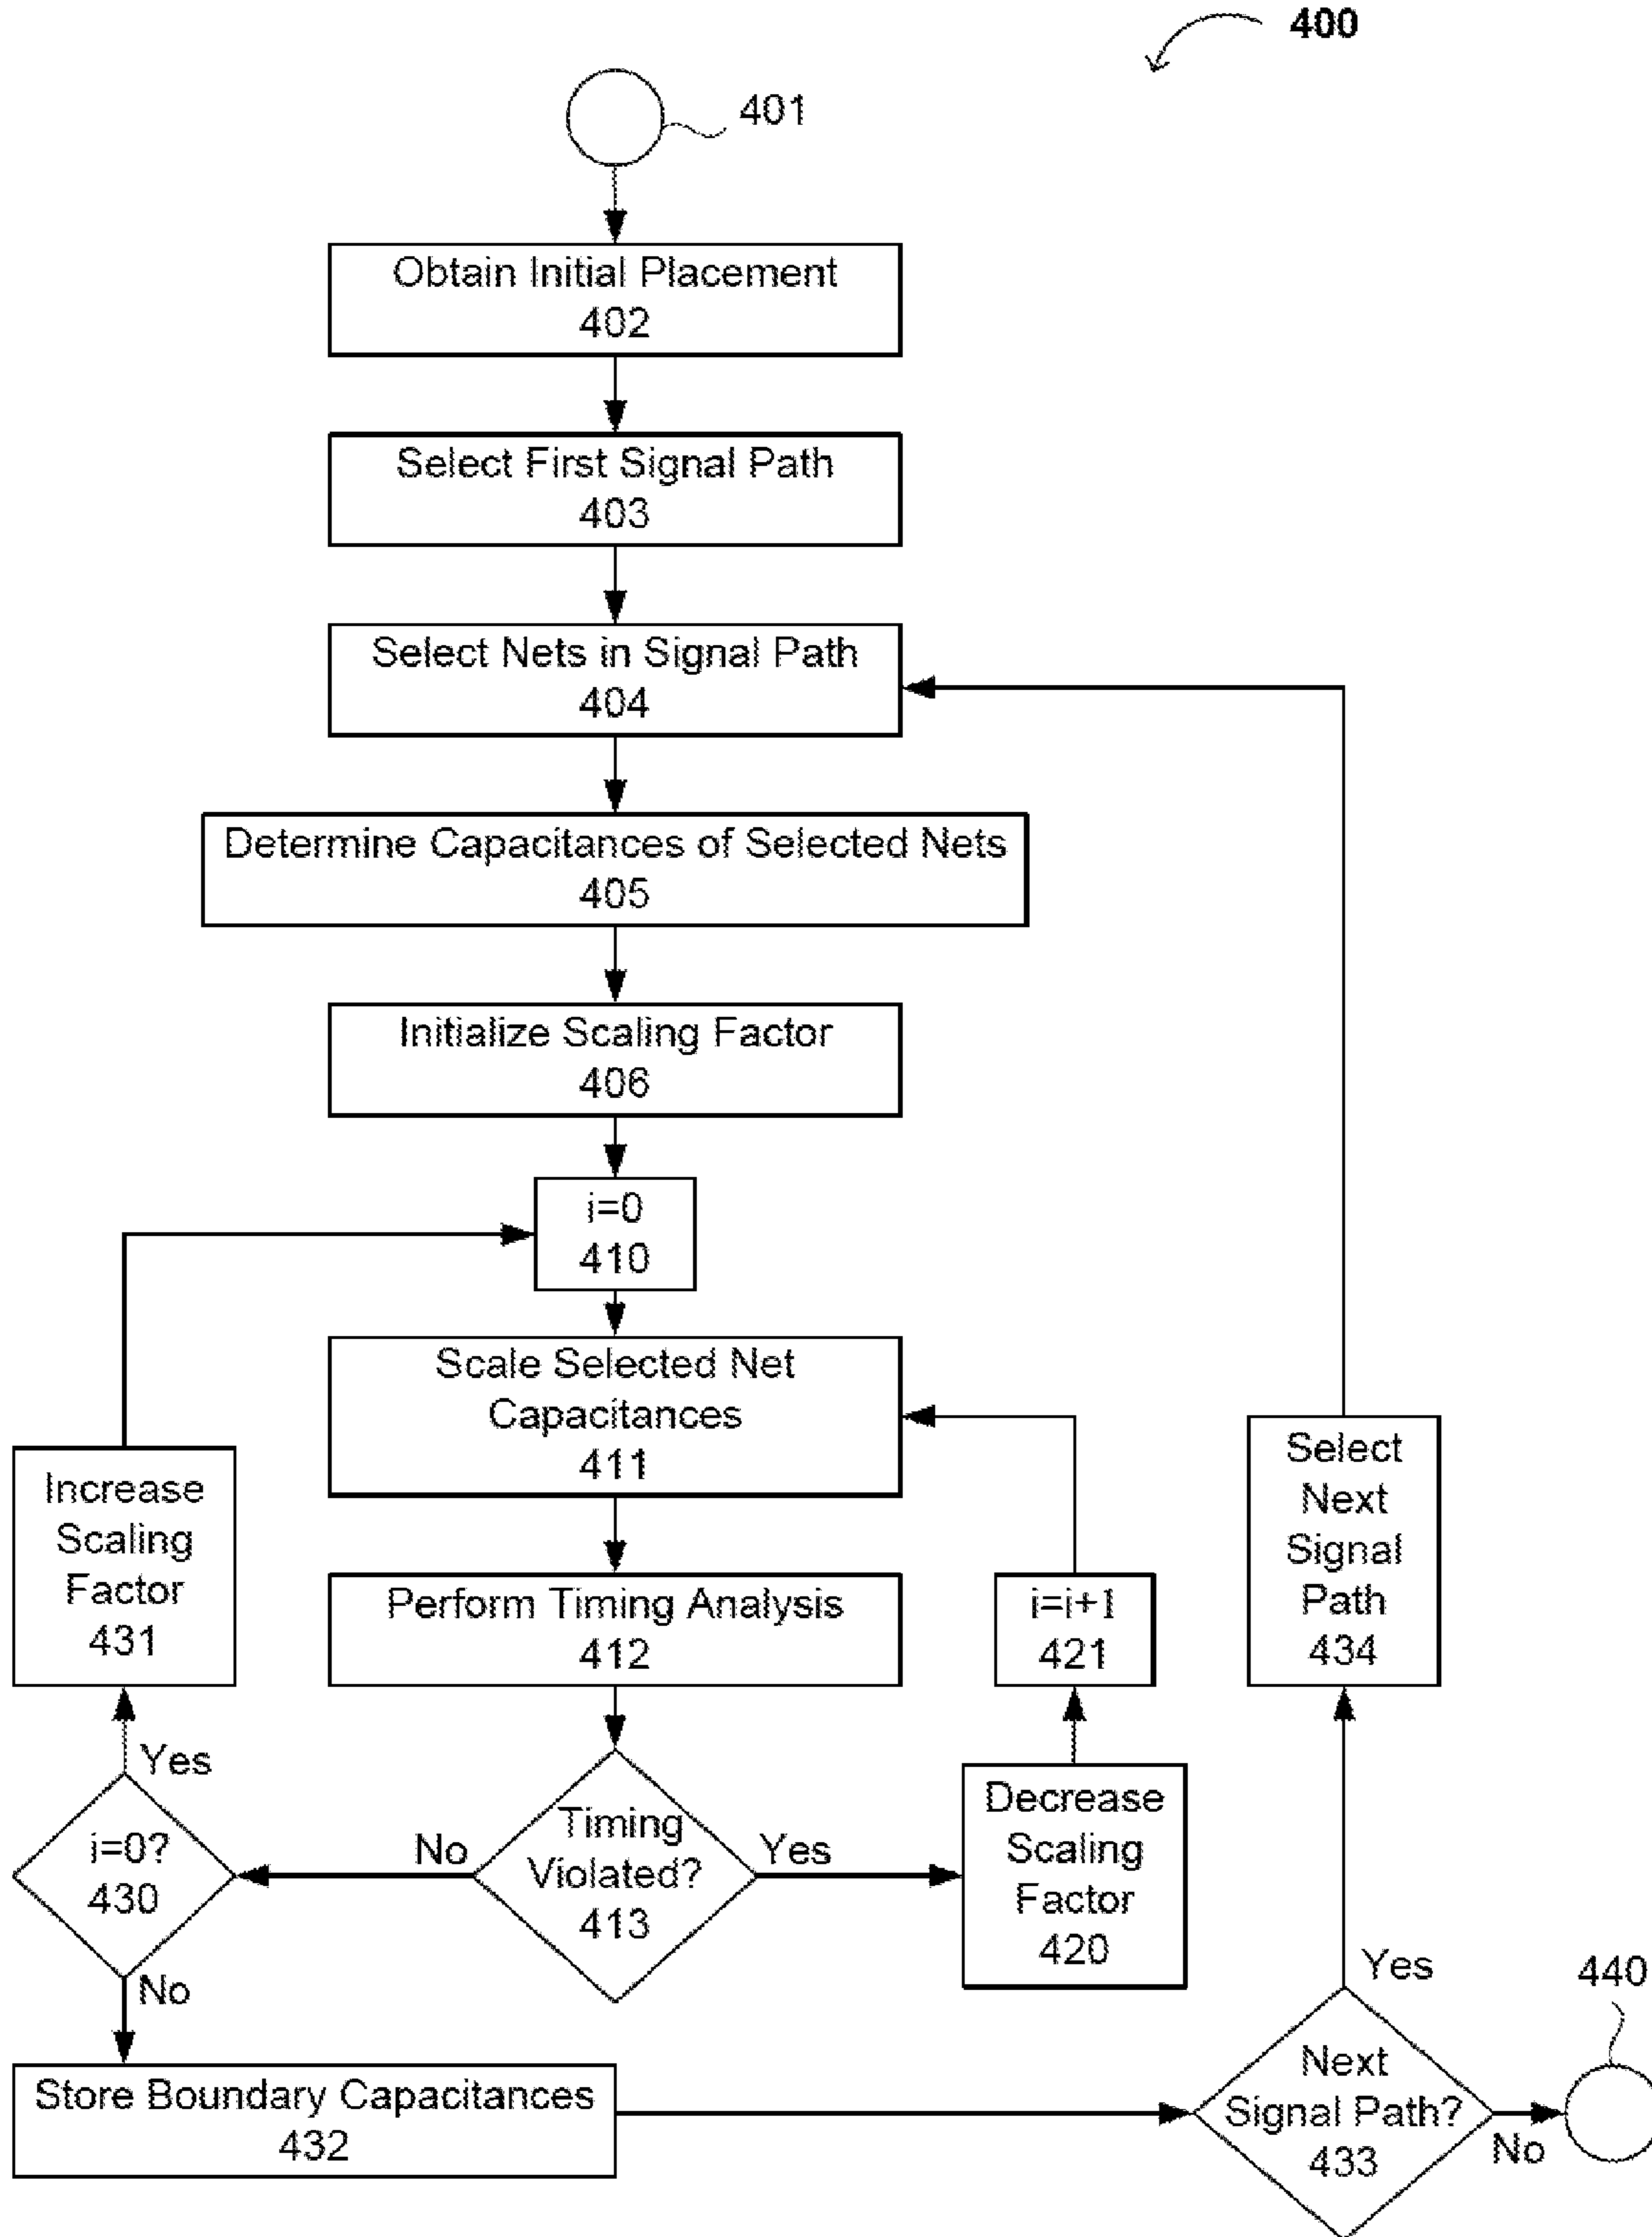 400
401
Obtain Initial Placement
402
Select First Signal Path
403
Select Nets in Signal Path
404
Determine Capacitances of Selected Nets
405
Initialize Scaling Factor
406
i=0
410
Scale Selected Net
Capacitances
411
Increase
Scaling
Factor
431
Perform Timing Analysis
412
i=i+1
421
Select
Next
Signal
Path
434
Yes
i=0?
430
No
No
Timing
Violated?
413
Yes
Decrease
Scaling
Factor
420
Store Boundary Capacitances
432
Yes
Next
Signal Path?
433
No
440